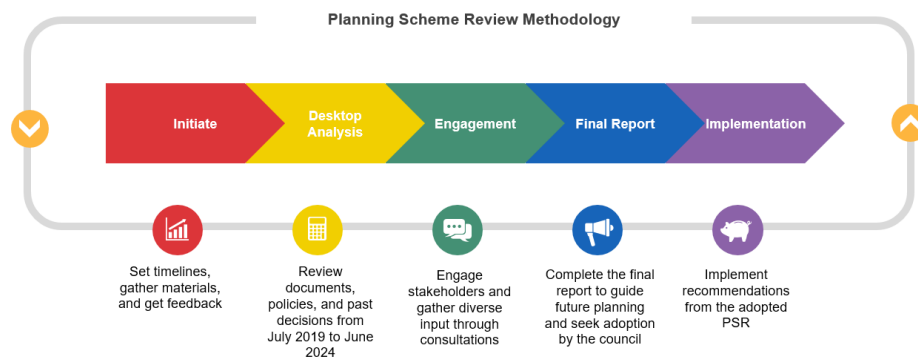 Planning Scheme Review Methodology
Initiate
Desktop
Analysis
Engagement
Final Report
Implementation
Set timelines,
gather materials,
and get feedback
Review
documents,
policies, and past
decisions from
July 2019 to June
2024
Engage
stakeholders and
gather diverse
input through
consultations
Complete the final
report to guide
future planning
and seek adoption
by the council
Implement
recommendations
from the adopted
PSR